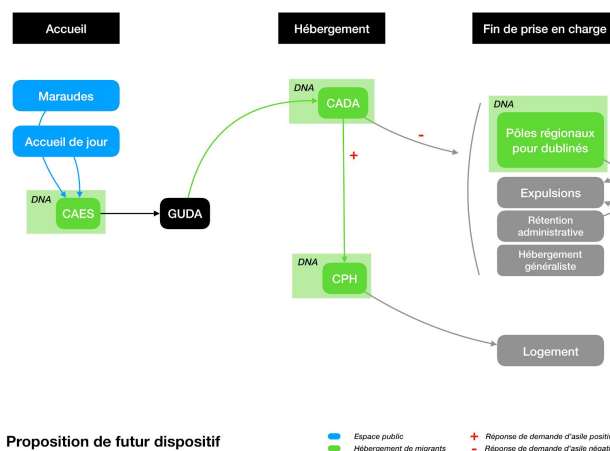 Accueil
Hébergement
Fin de prise en charge
Maraudes
Accueil de jour
DNA
CAES
GUDA
DNA
CADA
+
-
DNA
CPH
DNA
Pôles régionaux
pour dublinés
Expulsions
Rétention
administrative
Hébergement
généraliste
Logement
Proposition de futur dispositif
Espace public
Hébergement de migrants
+ Réponse de demande d'asile positi
- Réponse de demande d'asile négat